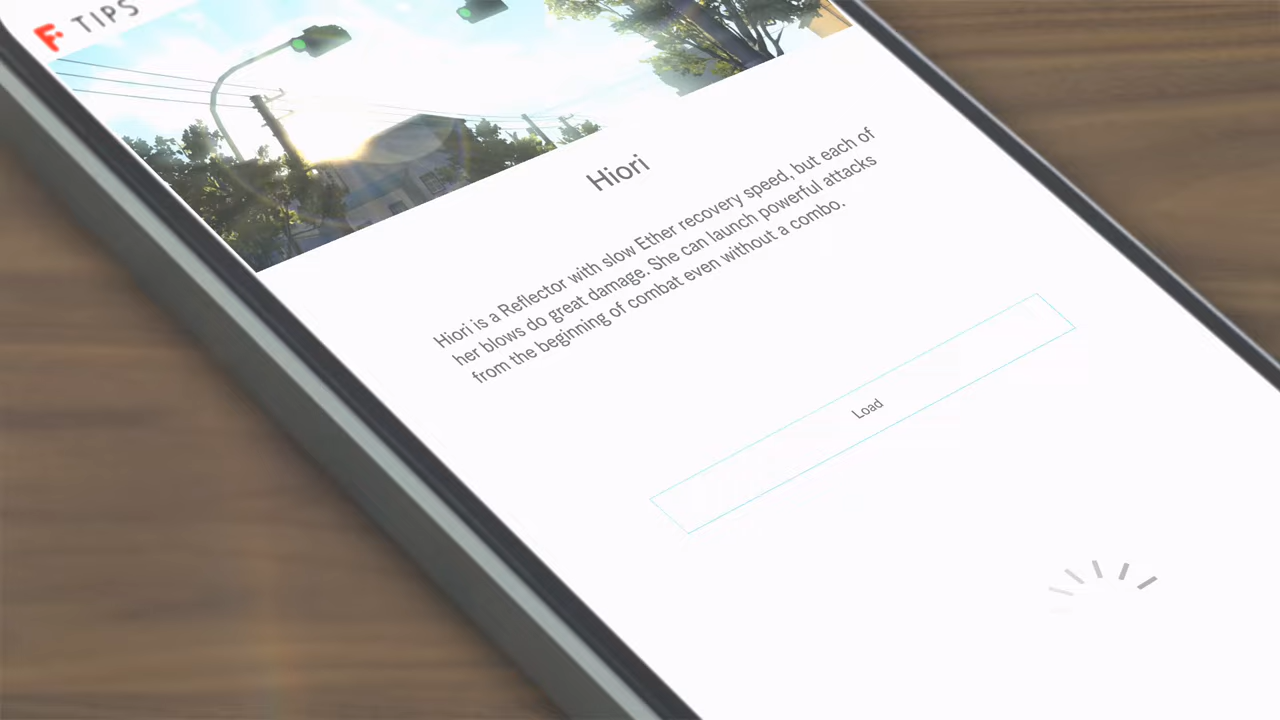 F TIPS
Hiori
Hiori is a Reflector with slow Ether recovery speed, but each of
her blows do great damage. She can launch powerful attacks
from the beginning of combat even without a combo.
Load